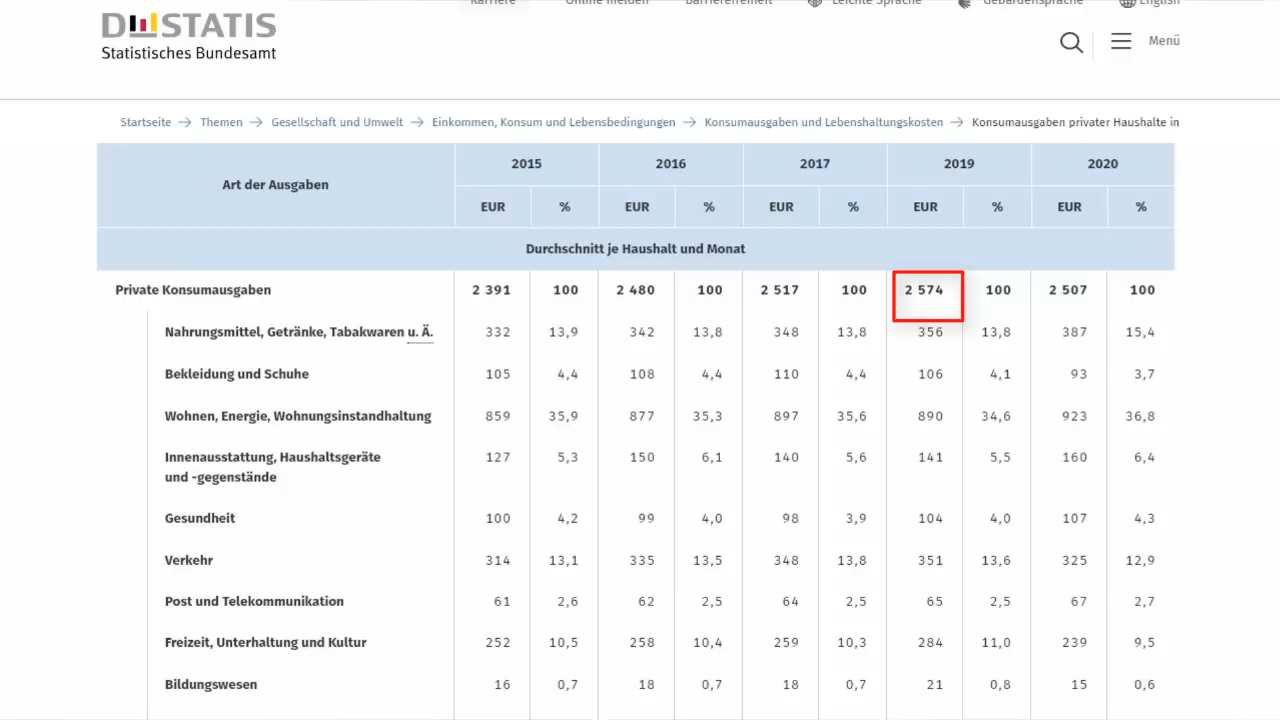 Karriere Online melden Barrierefreiheit Leichte Sprache Gebärdensprache English
DESTATIS
Statistisches Bundesamt
Menü
Startseite → Themen → Gesellschaft und Umwelt → Einkommen, Konsum und Lebensbedingungen → Konsumausgaben und Lebenshaltungskosten → Konsumausgaben privater Haushalte in
Art der Ausgaben 2015 2016 2017 2019 2020
EUR % EUR % EUR % EUR % EUR %
Durchschnitt je Haushalt und Monat
Private Konsumausgaben 2 391 100 2 480 100 2 517 100 2 574 100 2 507 100
Nahrungsmittel, Getränke, Tabakwaren u. Ä. 332 13,9 342 13,8 348 13,8 356 13,8 387 15,4
Bekleidung und Schuhe 105 4,4 108 4,4 110 4,4 106 4,1 93 3,7
Wohnen, Energie, Wohnungsinstandhaltung 859 35,9 877 35,3 897 35,6 890 34,6 923 36,8
Innenausstattung, Haushaltsgeräte 127 5,3 150 6,1 140 5,6 141 5,5 160 6,4
und -gegenstände
Gesundheit 100 4,2 99 4,0 98 3,9 104 4,0 107 4,3
Verkehr 314 13,1 335 13,5 348 13,8 351 13,6 325 12,9
Post und Telekommunikation 61 2,6 62 2,5 64 2,5 65 2,5 67 2,7
Freizeit, Unterhaltung und Kultur 252 10,5 258 10,4 259 10,3 284 11,0 239 9,5
Bildungswesen 16 0,7 18 0,7 18 0,7 21 0,8 15 0,6